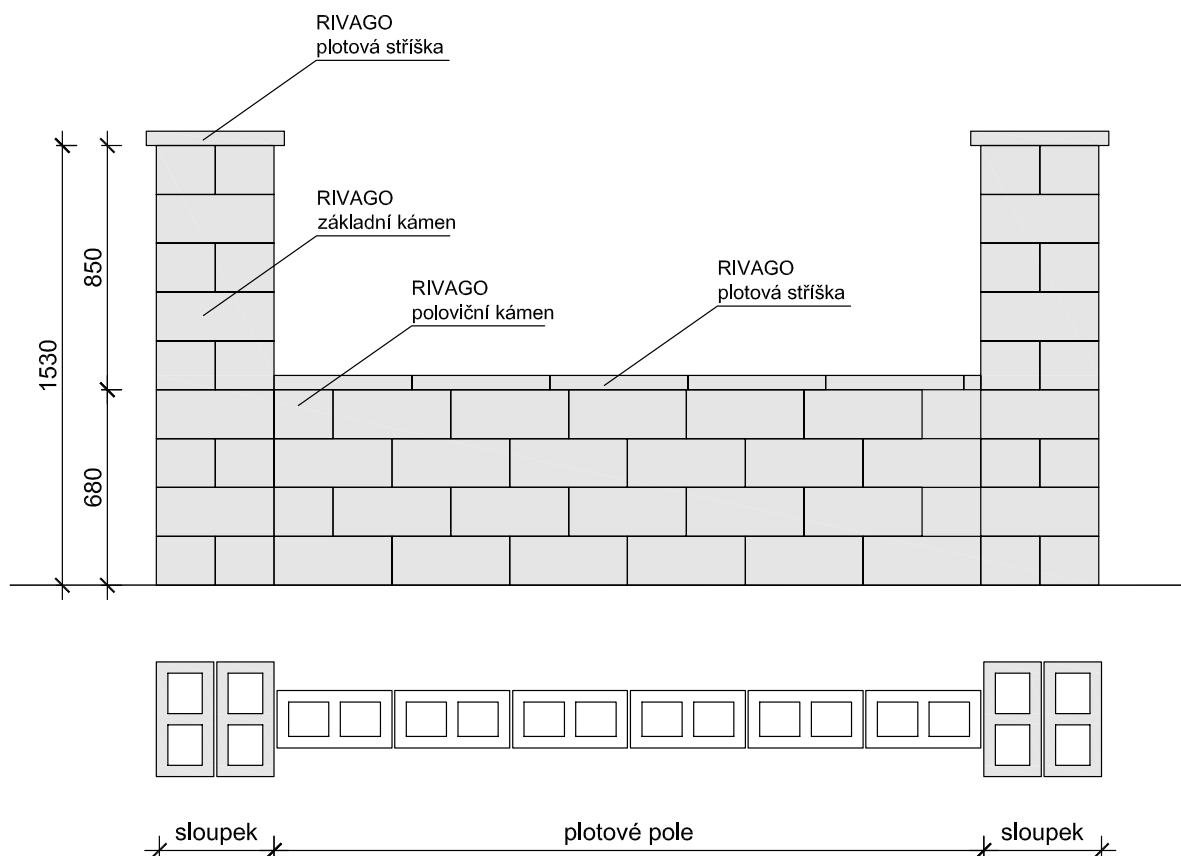 RIVAGO
plotová stříška
RIVAGO
základní kámen
RIVAGO
plotová stříška
RIVAGO
poloviční kámen
850
1530
680
sloupek
plotové pole
sloupek